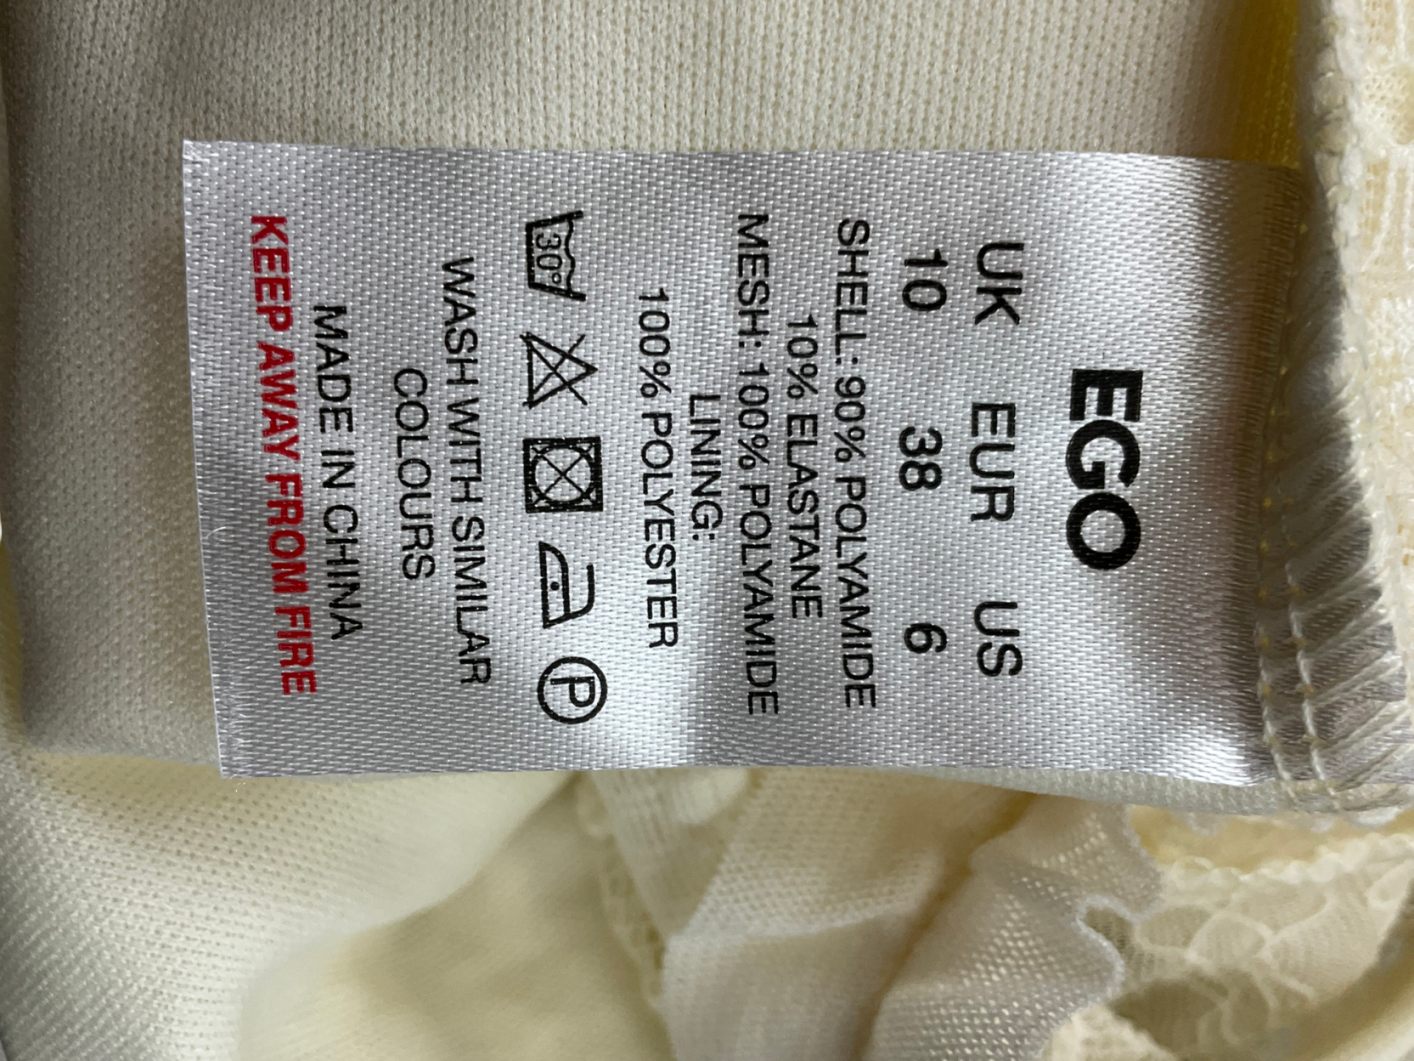 EGO
UK EUR US
10 38 6
SHELL: 90% POLYAMIDE
10% ELASTANE
MESH: 100% POLYAMIDE
LINING:
100% POLYESTER
30° P
WASH WITH SIMILAR
COLOURS
MADE IN CHINA
KEEP AWAY FROM FIRE